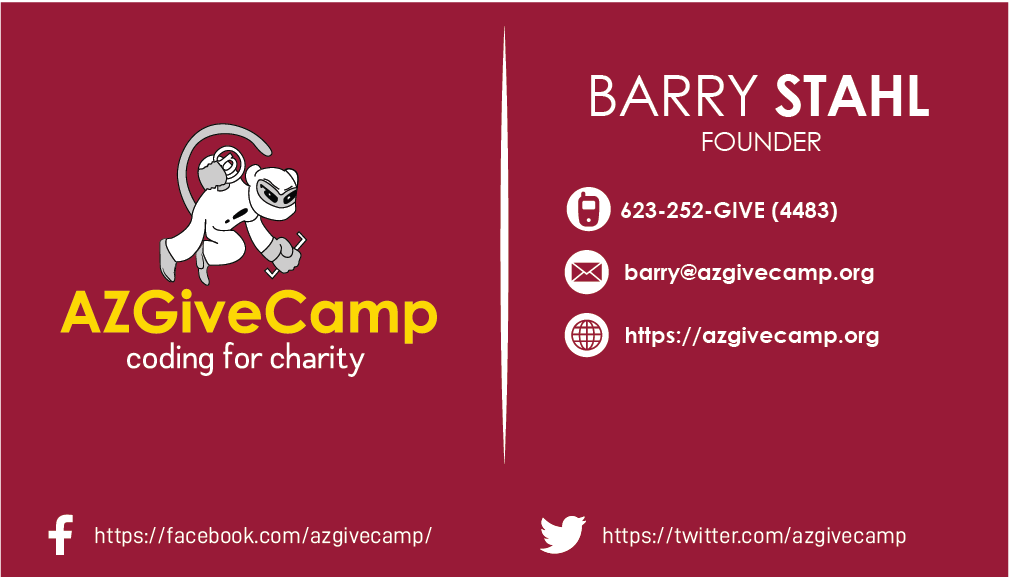 AZGiveCamp
coding for charity
BARRY STAHL
FOUNDER
623-252-GIVE (4483)
barry@azgivecamp.org
https://azgivecamp.org
https://facebook.com/azgivecamp/
https://twitter.com/azgivecamp